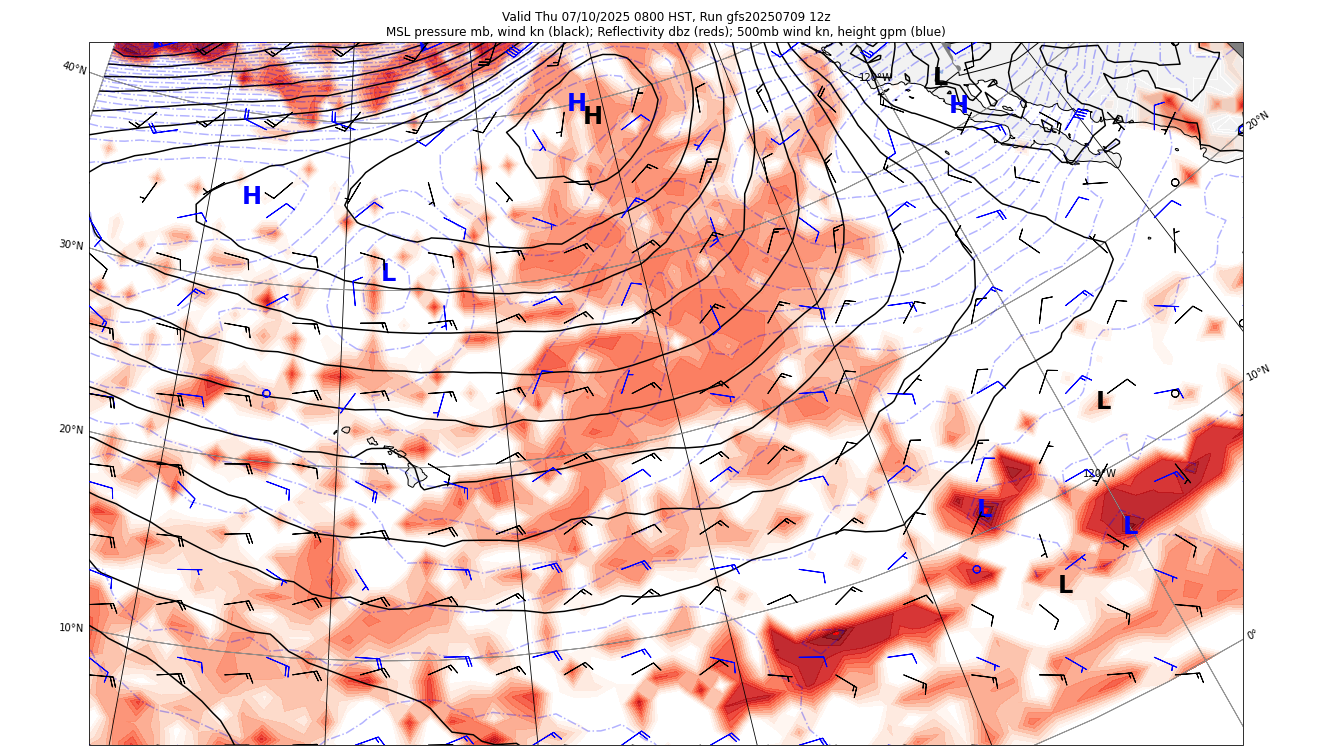 Valid Thu 07/10/2025 0800 HST, Run gfs20250709 12z
MSL pressure mb, wind kn (black); Reflectivity dbz (reds); 500mb wind kn, height gpm (blue)
40°N
120°W
L
H
H
H
20°N
H
30°N
L
10°N
L
20°N
120°W
L
L
L
10°N
0°